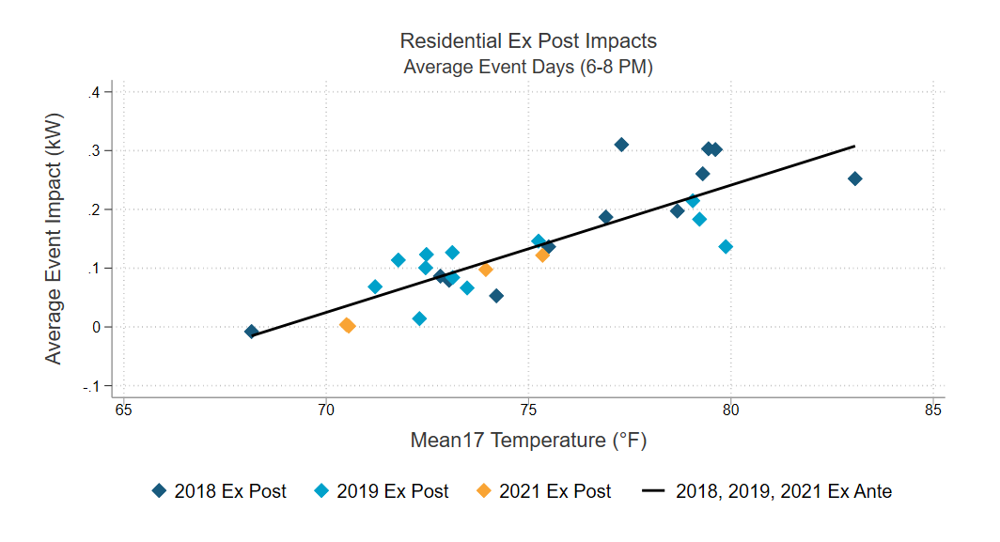 Residential Ex Post Impacts
Average Event Days (6-8 PM)
Average Event Impact (kW)
.4
.3
.2
.1
0
-.1
65 70 75 80 85
Mean17 Temperature (°F)
2018 Ex Post 2019 Ex Post 2021 Ex Post 2018, 2019, 2021 Ex Ante